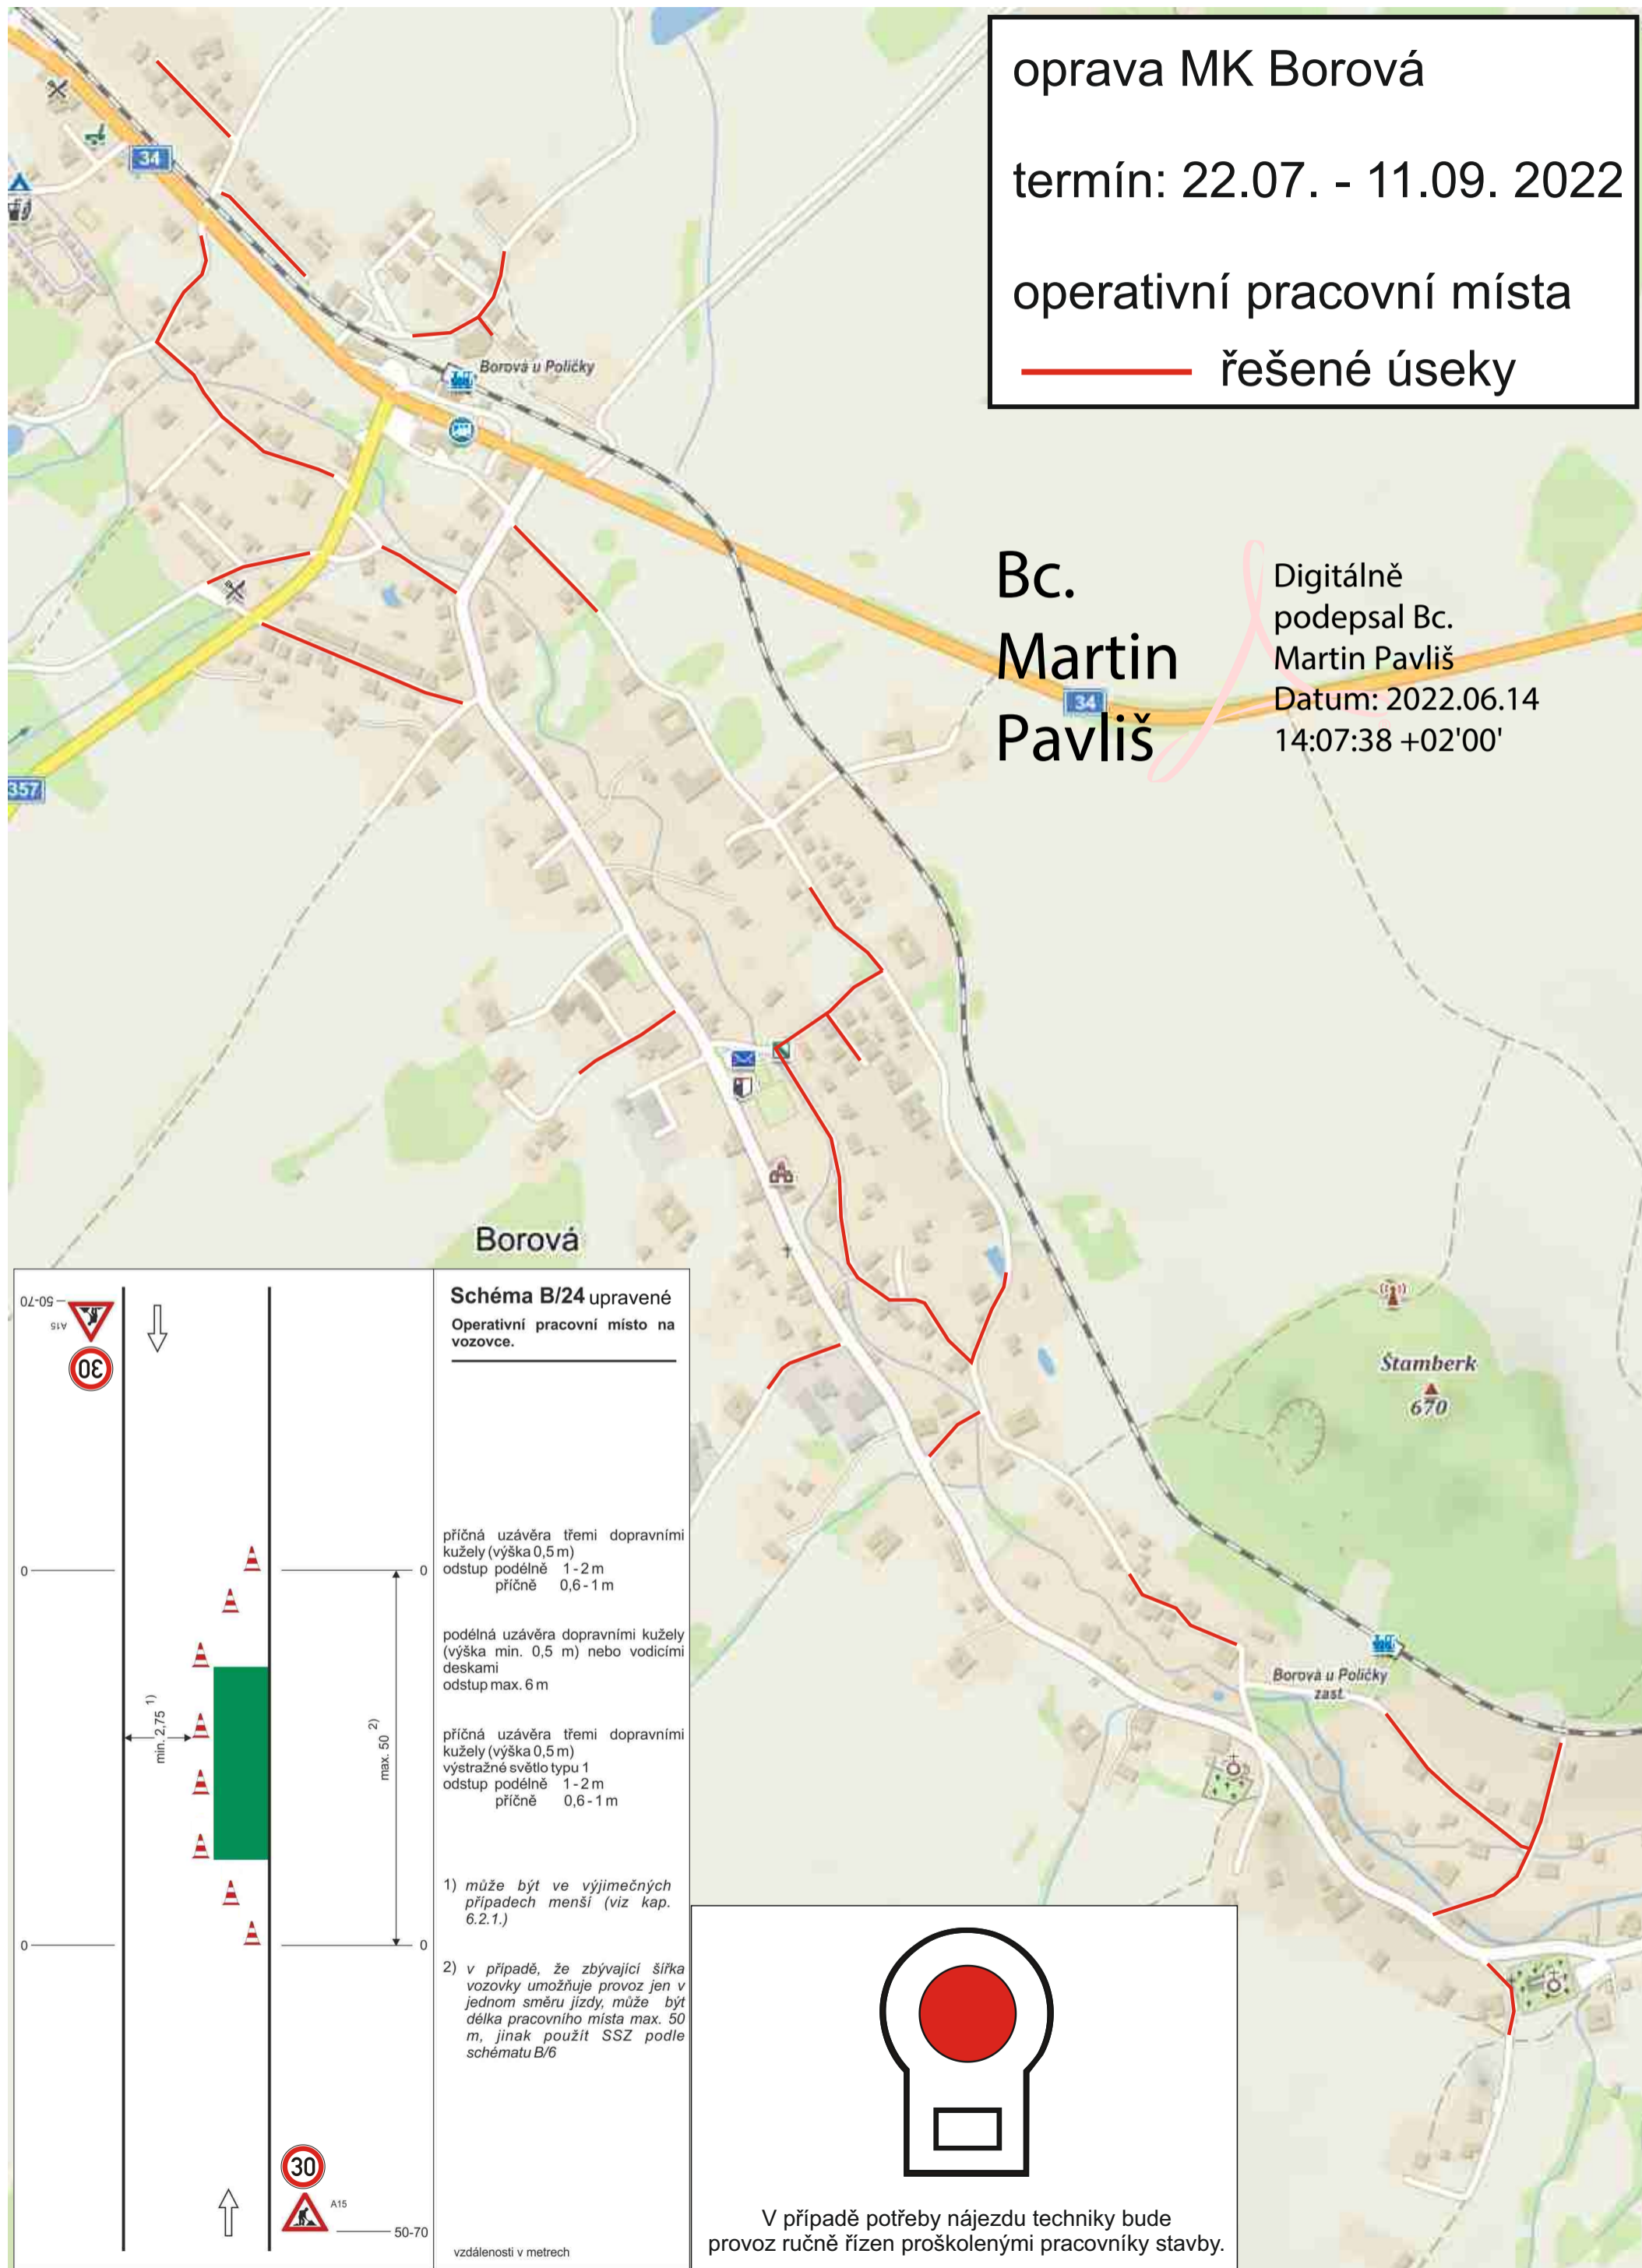 oprava MK Borová
termín: 22.07. - 11.09. 2022
operativní pracovní místa
řešené úseky
34
Borová u Poličky
Bc.
Martin
Pavliš
Digitálně
podepsal Bc.
Martin Pavliš
Datum: 2022.06.14
14:07:38 +02'00'
34
357
Borová
Štamberk
670
Borová u Poličky
zast.
50-70
A15
30
0
0
min. 2,75 1)
max. 50 2)
0
0
30
A15
50-70
Schéma B/24 upravené
Operativní pracovní místo na
vozovce.
příčná uzávěra třemi dopravními
kužely (výška 0,5 m)
odstup podélně 1-2 m
příčně 0,6-1 m
podélná uzávěra dopravními kužely
(výška min. 0,5 m) nebo vodicími
deskami
odstup max. 6 m
příčná uzávěra třemi dopravními
kužely (výška 0,5 m)
výstražné světlo typu 1
odstup podélně 1-2 m
příčně 0,6-1 m
1) může být ve výjimečných
případech menší (viz kap.
6.2.1.)
2) v případě, že zbývající šířka
vozovky umožňuje provoz jen v
jednom směru jízdy, může být
délka pracovního místa max. 50
m, jinak použít SSZ podle
schématu B/6
vzdálenosti v metrech
V případě potřeby nájezdu techniky bude
provoz ručně řízen proškolenými pracovníky stavby.